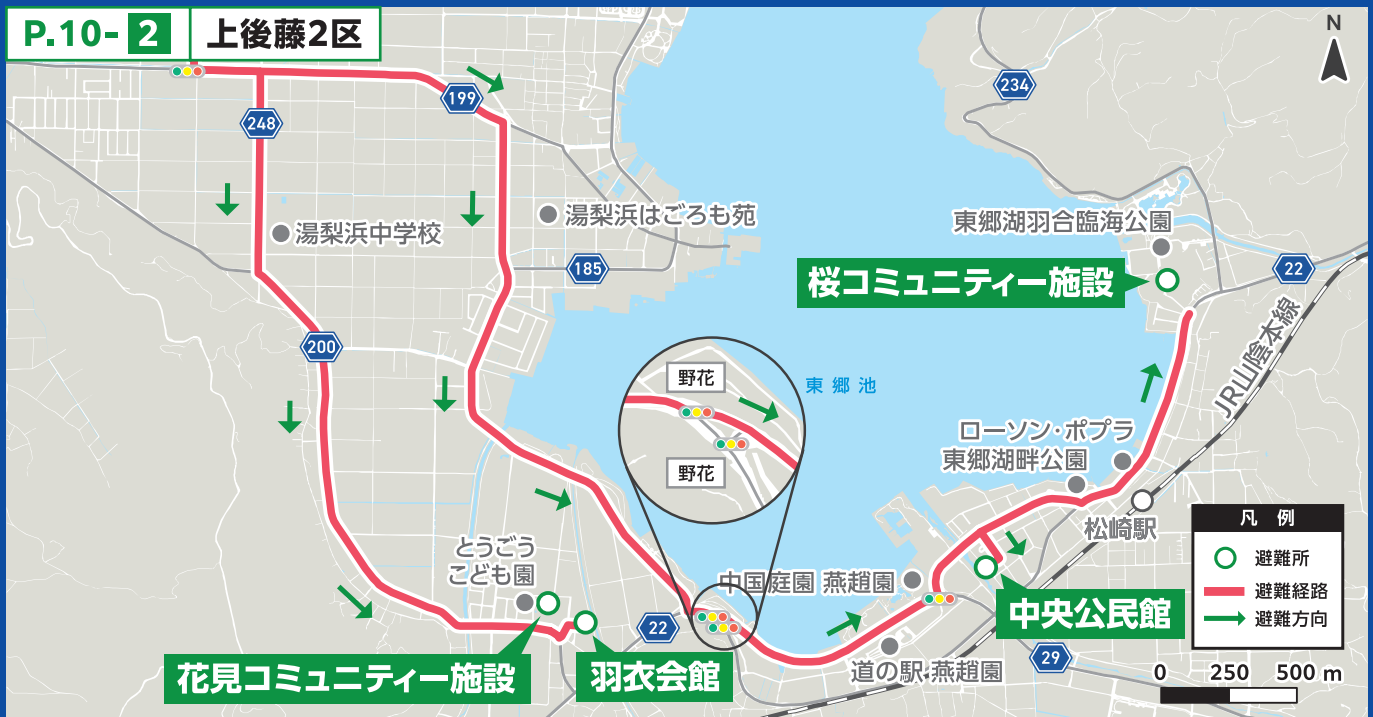 P.10- 2 上後藤2区
N
234
199
248
湯梨浜はごろも苑
湯梨浜中学校
東郷湖羽合臨海公園
185
22
桜コミュニティー施設
JR山陰本線
200
野花
東郷池
野花
ローソン・ポプラ
東郷湖畔公園
松崎駅
凡例
避難所
避難経路
避難方向
とうごう
こども園
中国庭園 燕趙園
中央公民館
22
29
道の駅 燕趙園
花見コミュニティー施設
羽衣会館
0 250 500 m